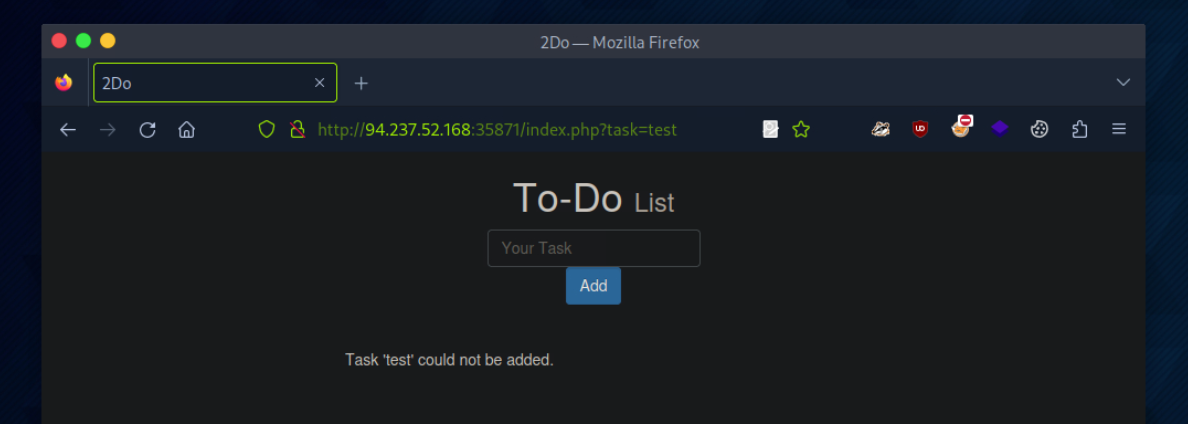 2Do — Mozilla Firefox
2Do
http://94.237.52.168:35871/index.php?task=test
To-Do List
Your Task
Add
Task 'test' could not be added.